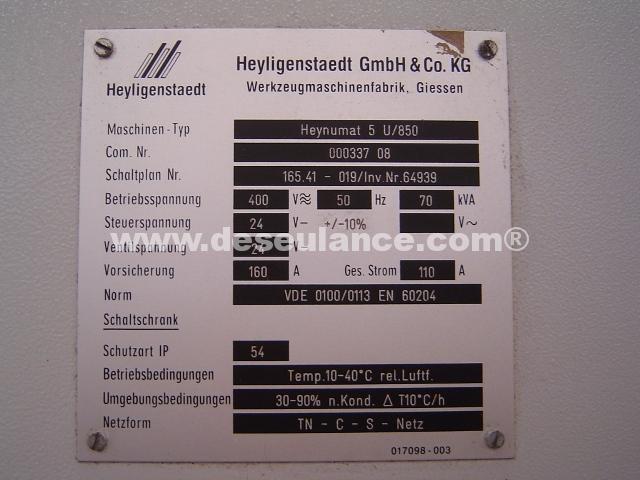 Heyligenstaedt
Heyligenstaedt GmbH & Co. KG
Werkzeugmaschinenfabrik, Giessen
Maschinen-Typ Heynumat 5 U/850
Com. Nr. 000337 08
Schaltplan Nr. 165.41 - 019/Inv.Nr.64939
Betriebsspannung 400 V≂ 50 Hz 70 kVA
Steuerspannung 24 V- +/-10% V~
www.deseulance.com®
Ventilspannung 24 V-
Vorsicherung 160 A Ges. Strom 110 A
Norm VDE 0100/0113 EN 60204
Schaltschrank
Schutzart IP 54
Betriebsbedingungen Temp.10-40°C rel.Luftf.
Umgebungsbedingungen 30-90% n.Kond. Δ T10°C/h
Netzform TN - C - S - Netz
017098-003